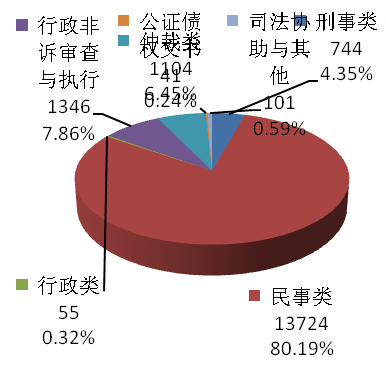 行政非
诉审查
与执行
1346
7.86%
公证债
权文书
41
0.24%
仲裁类
1104
6.45%
司法协
助与其
他
101
0.59%
刑事类
744
4.35%
行政类
55
0.32%
民事类
13724
80.19%